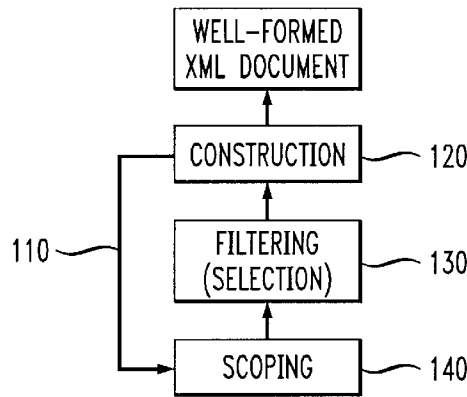 WELL-FORMED
XML DOCUMENT
CONSTRUCTION
120
110
FILTERING
(SELECTION)
130
SCOPING
140